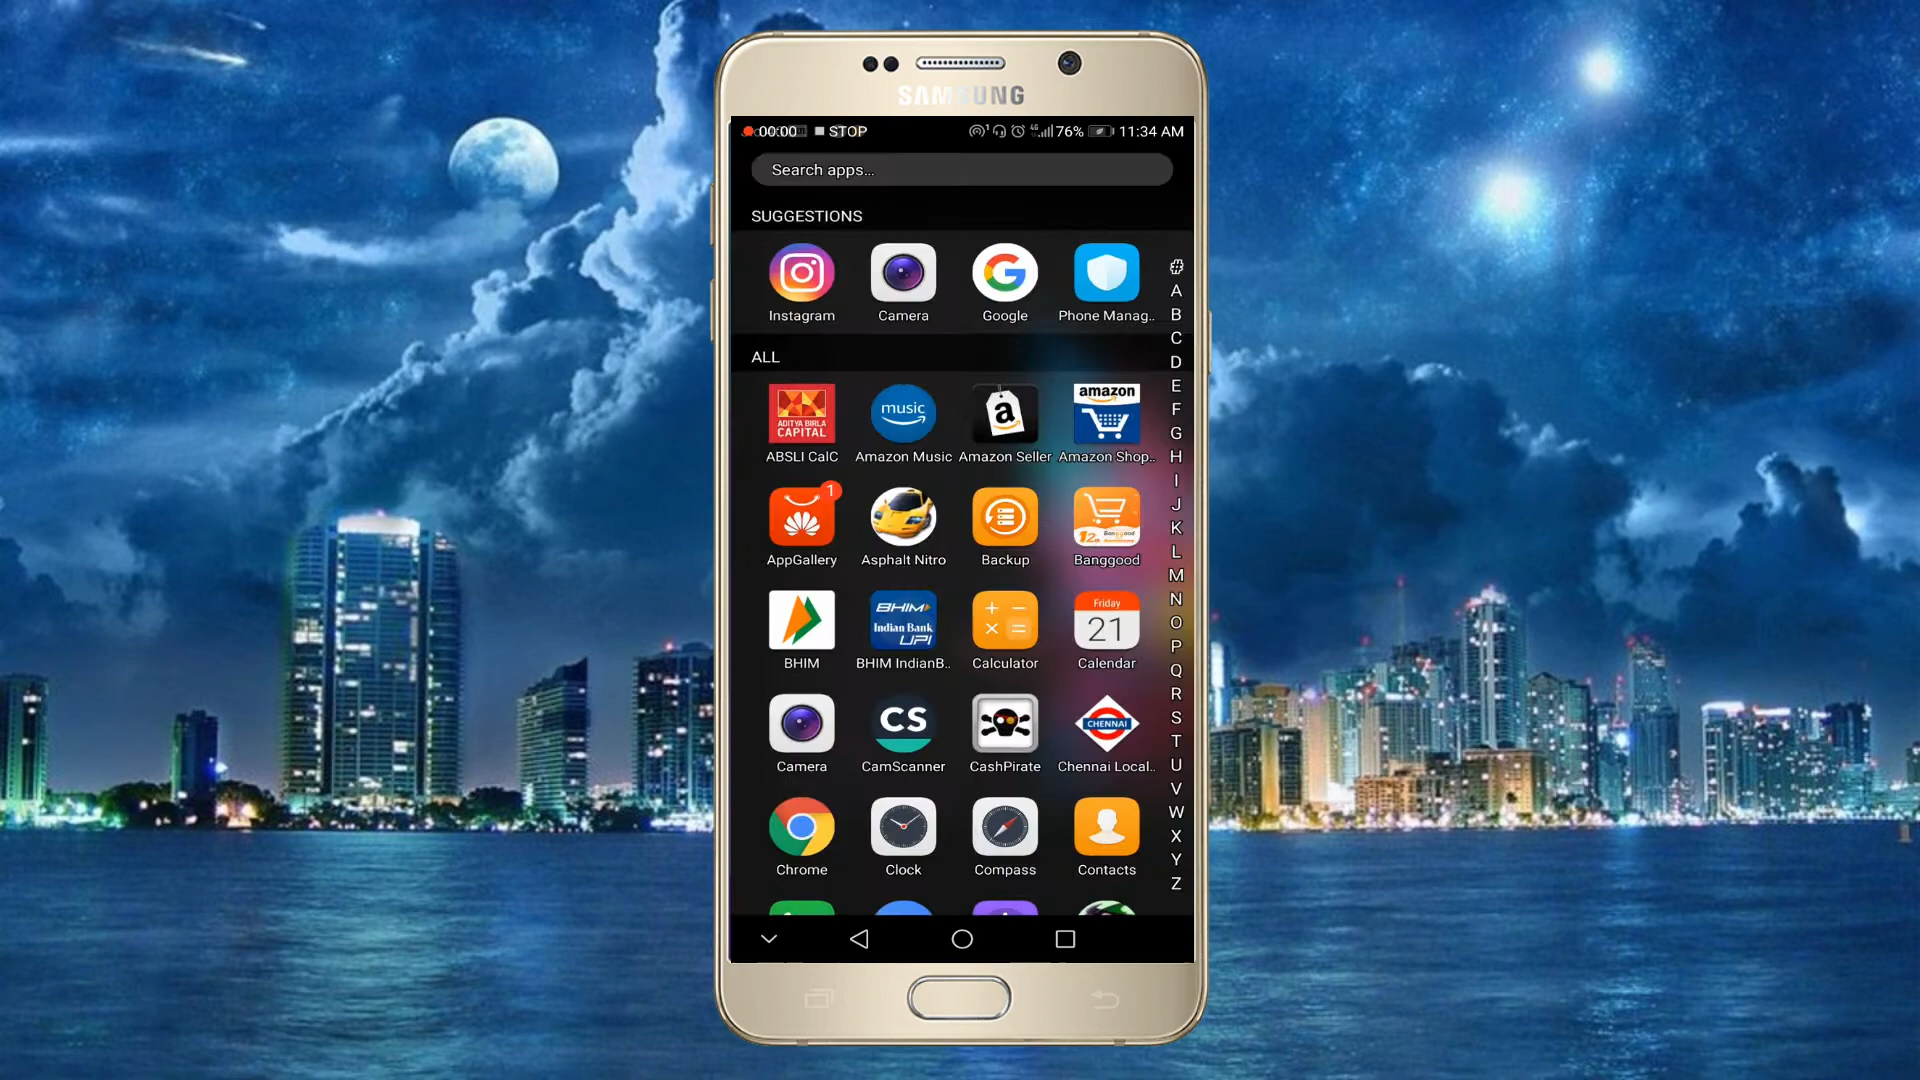 SAMSUNG
00:00 STOP 4G 76% 11:34 AM
Search apps...
SUGGESTIONS
Instagram Camera Google Phone Manag..
ALL
ADITYA BIRLA CAPITAL music a amazon
ABSLI CalC Amazon Music Amazon Seller Amazon Shop..
1 12th Banggood
AppGallery Asphalt Nitro Backup Banggood
BHIM Indian Bank UPI Friday 21
BHIM BHIM IndianB.. Calculator Calendar
CS CHENNAI
Camera CamScanner CashPirate Chennai Local..
Chrome Clock Compass Contacts
#
A
B
C
D
E
F
G
H
I
J
K
L
M
N
O
P
Q
R
S
T
U
V
W
X
Y
Z